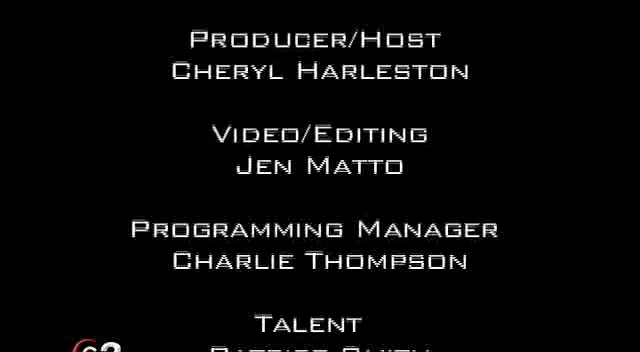 Producer/Host
Cheryl Harleston
Video/Editing
Jen Matto
Programming Manager
Charlie Thompson
Talent